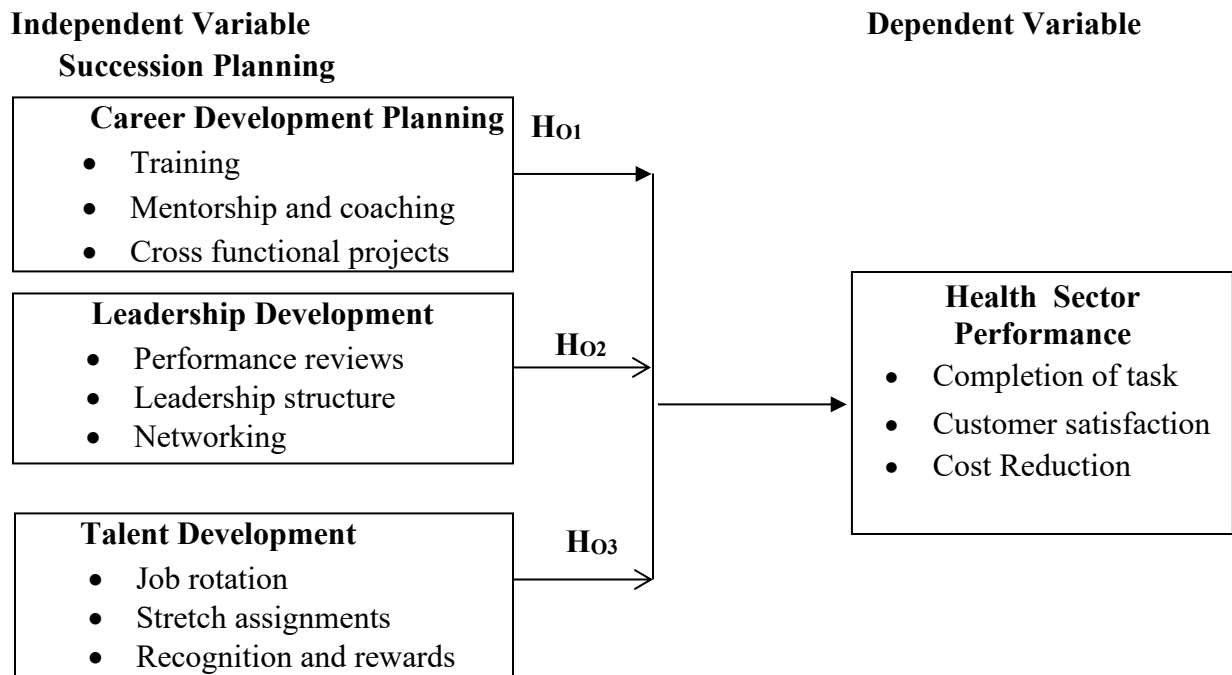 Independent Variable
Dependent Variable
Succession Planning
Career Development Planning
• Training
• Mentorship and coaching
• Cross functional projects
HO1
Leadership Development
• Performance reviews
• Leadership structure
• Networking
HO2
Talent Development
• Job rotation
• Stretch assignments
• Recognition and rewards
HO3
Health Sector
Performance
• Completion of task
• Customer satisfaction
• Cost Reduction